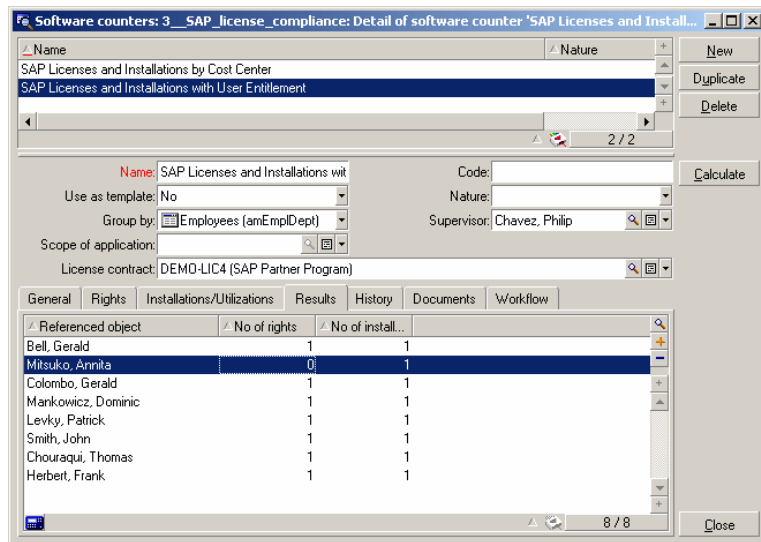 Software counters: 3__SAP_license_compliance: Detail of software counter 'SAP Licenses and Install...
Name Nature
SAP Licenses and Installations by Cost Center
SAP Licenses and Installations with User Entitlement
2 / 2
New
Duplicate
Delete
Calculate
Name: SAP Licenses and Installations wit Code:
Use as template: No Nature:
Group by: Employees (amEmplDept) Supervisor: Chavez, Philip
Scope of application:
License contract: DEMO-LIC4 (SAP Partner Program)
General Rights Installations/Utilizations Results History Documents Workflow
Referenced object No of rights No of install...
Bell, Gerald 1 1
Mitsuko, Annita 0 1
Colombo, Gerald 1 1
Mankowicz, Dominic 1 1
Levky, Patrick 1 1
Smith, John 1 1
Chouraqui, Thomas 1 1
Herbert, Frank 1 1
8 / 8
Close